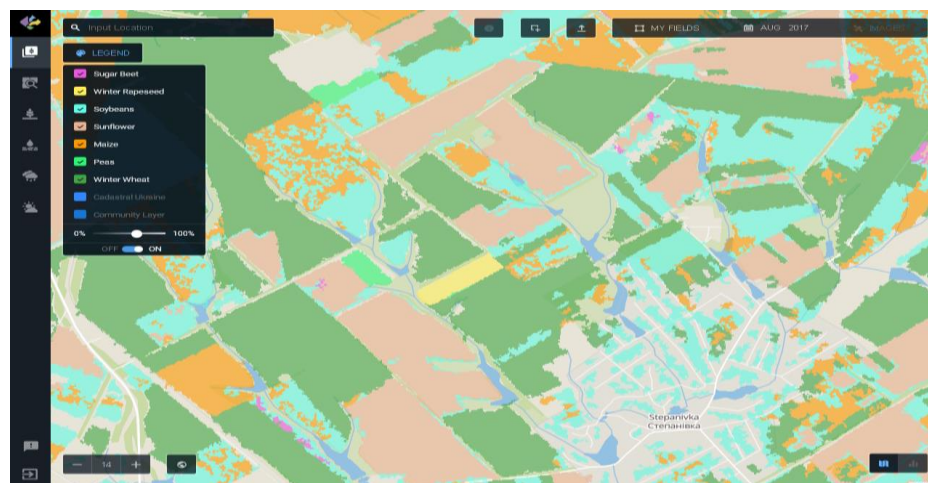 Input Location
MY FIELDS
AUG 2017
LEGEND
Sugar Beet
Winter Rapeseed
Soybeans
Sunflower
Maize
Peas
Winter Wheat
Cadastral Ukraine
Community Layer
0% 100%
OFF ON
Stepanivka
Степанівка
14